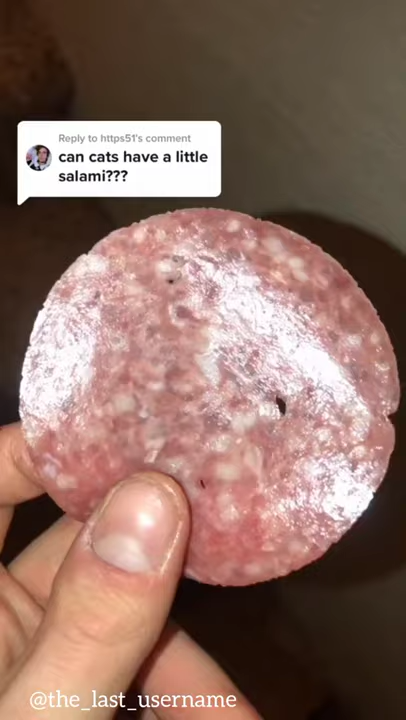 Reply to https51's comment
can cats have a little
salami???
@the_last_username